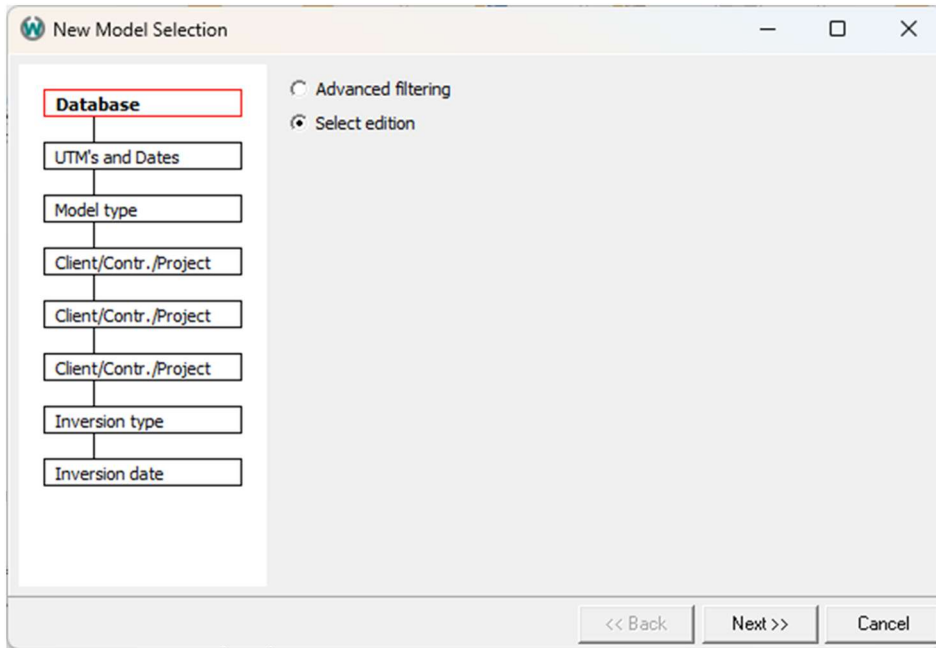 New Model Selection
Database
UTM's and Dates
Model type
Client/Contr./Project
Client/Contr./Project
Client/Contr./Project
Inversion type
Inversion date
Advanced filtering
Select edition
<< Back
Next >>
Cancel